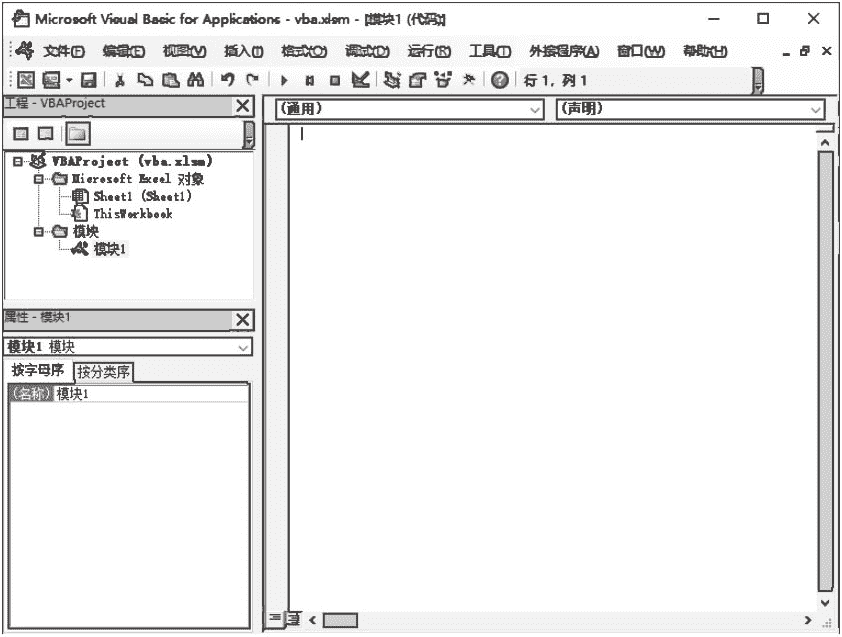 Microsoft Visual Basic for Applications - vba.xlsm - [模块1 (代码)]
文件(F) 编辑(E) 视图(V) 插入(I) 格式(O) 调试(D) 运行(R) 工具(T) 外接程序(A) 窗口(W) 帮助(H)
行 1, 列 1
工程 - VBAProject
(通用) (声明)
VBAProject (vba.xlsm)
Microsoft Excel 对象
Sheet1 (Sheet1)
ThisWorkbook
模块
模块1
属性 - 模块1
模块1 模块
按字母序 按分类序
(名称) 模块1